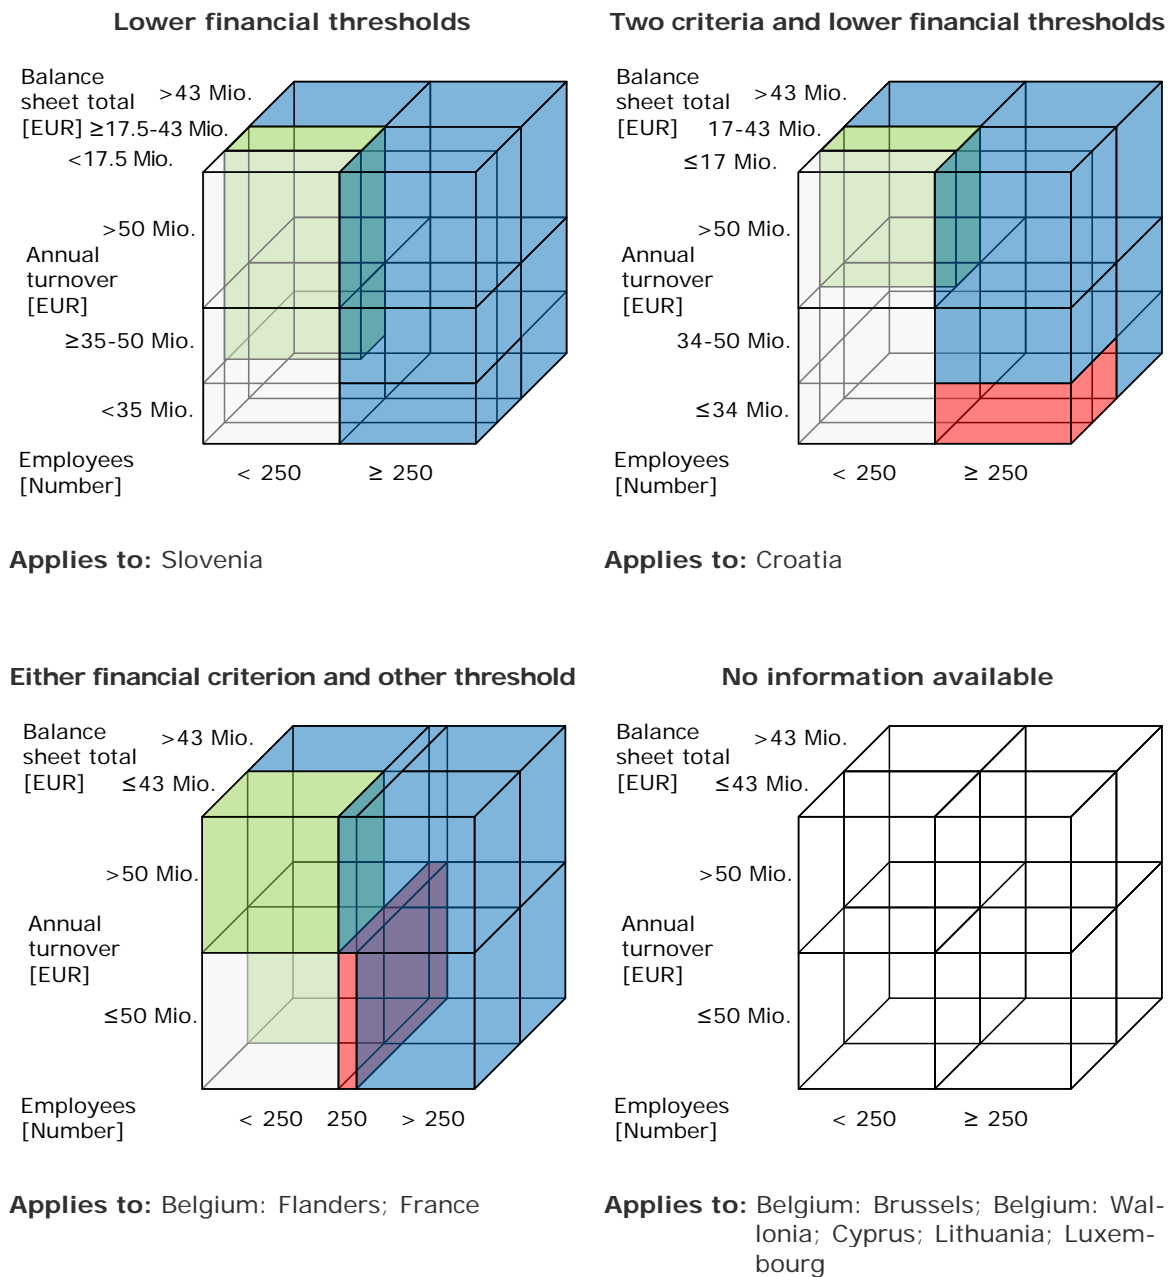 Lower financial thresholds
Balance
sheet total
[EUR]
>43 Mio.
≥17.5-43 Mio.
<17.5 Mio.
>50 Mio.
Annual
turnover
[EUR]
≥35-50 Mio.
<35 Mio.
Employees
[Number]
< 250
≥ 250
Applies to: Slovenia
Two criteria and lower financial thresholds
Balance
sheet total
[EUR]
>43 Mio.
17-43 Mio.
≤17 Mio.
>50 Mio.
Annual
turnover
[EUR]
34-50 Mio.
≤34 Mio.
Employees
[Number]
< 250
≥ 250
Applies to: Croatia
Either financial criterion and other threshold
Balance
sheet total
[EUR]
>43 Mio.
≤43 Mio.
>50 Mio.
Annual
turnover
[EUR]
≤50 Mio.
Employees
[Number]
< 250
250
> 250
Applies to: Belgium: Flanders; France
No information available
Balance
sheet total
[EUR]
>43 Mio.
≤43 Mio.
>50 Mio.
Annual
turnover
[EUR]
≤50 Mio.
Employees
[Number]
< 250
≥ 250
Applies to: Belgium: Brussels; Belgium: Wal-
lonia; Cyprus; Lithuania; Luxem-
bourg